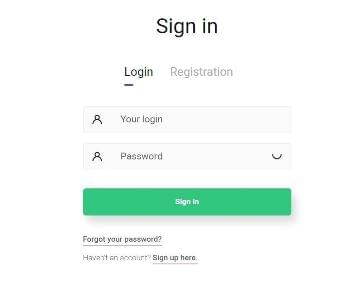 Sign in
Login Registration
Your login
Password
Sign in
Forgot your password?
Haven't an account? Sign up here.